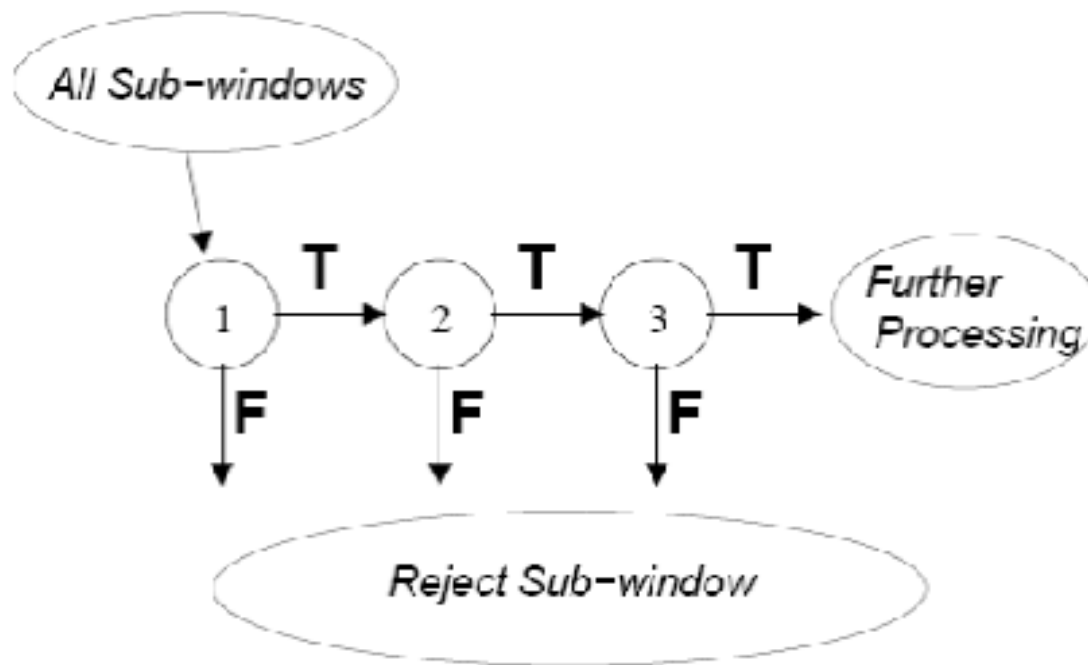 All Sub-windows
T
T
T
1
2
3
Further
Processing
F
F
F
Reject Sub-window